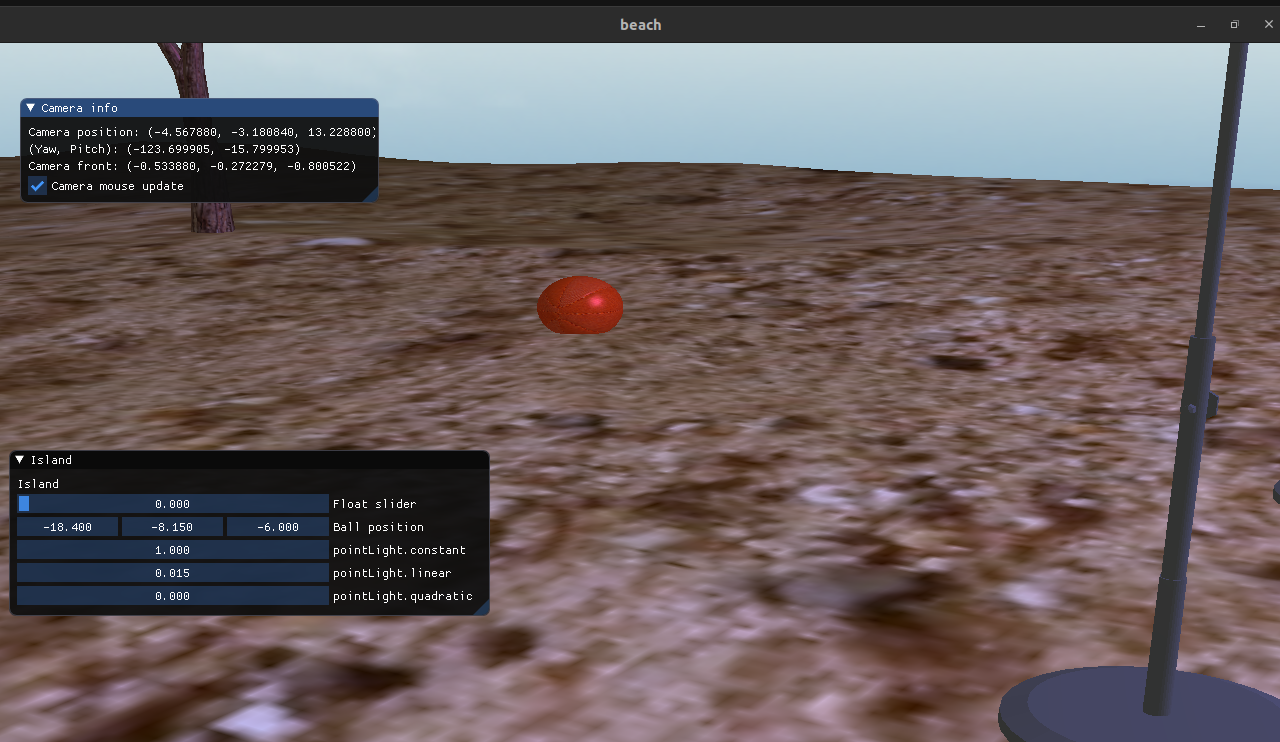 beach
Camera info
Camera position: (-4.567880, -3.180840, 13.228800)
(Yaw, Pitch): (-123.699905, -15.799953)
Camera front: (-0.533880, -0.272279, -0.800522)
Camera mouse update
Island
Island
0.000 Float slider
-18.400 -8.150 -6.000 Ball position
1.000 pointLight.constant
0.015 pointLight.linear
0.000 pointLight.quadratic